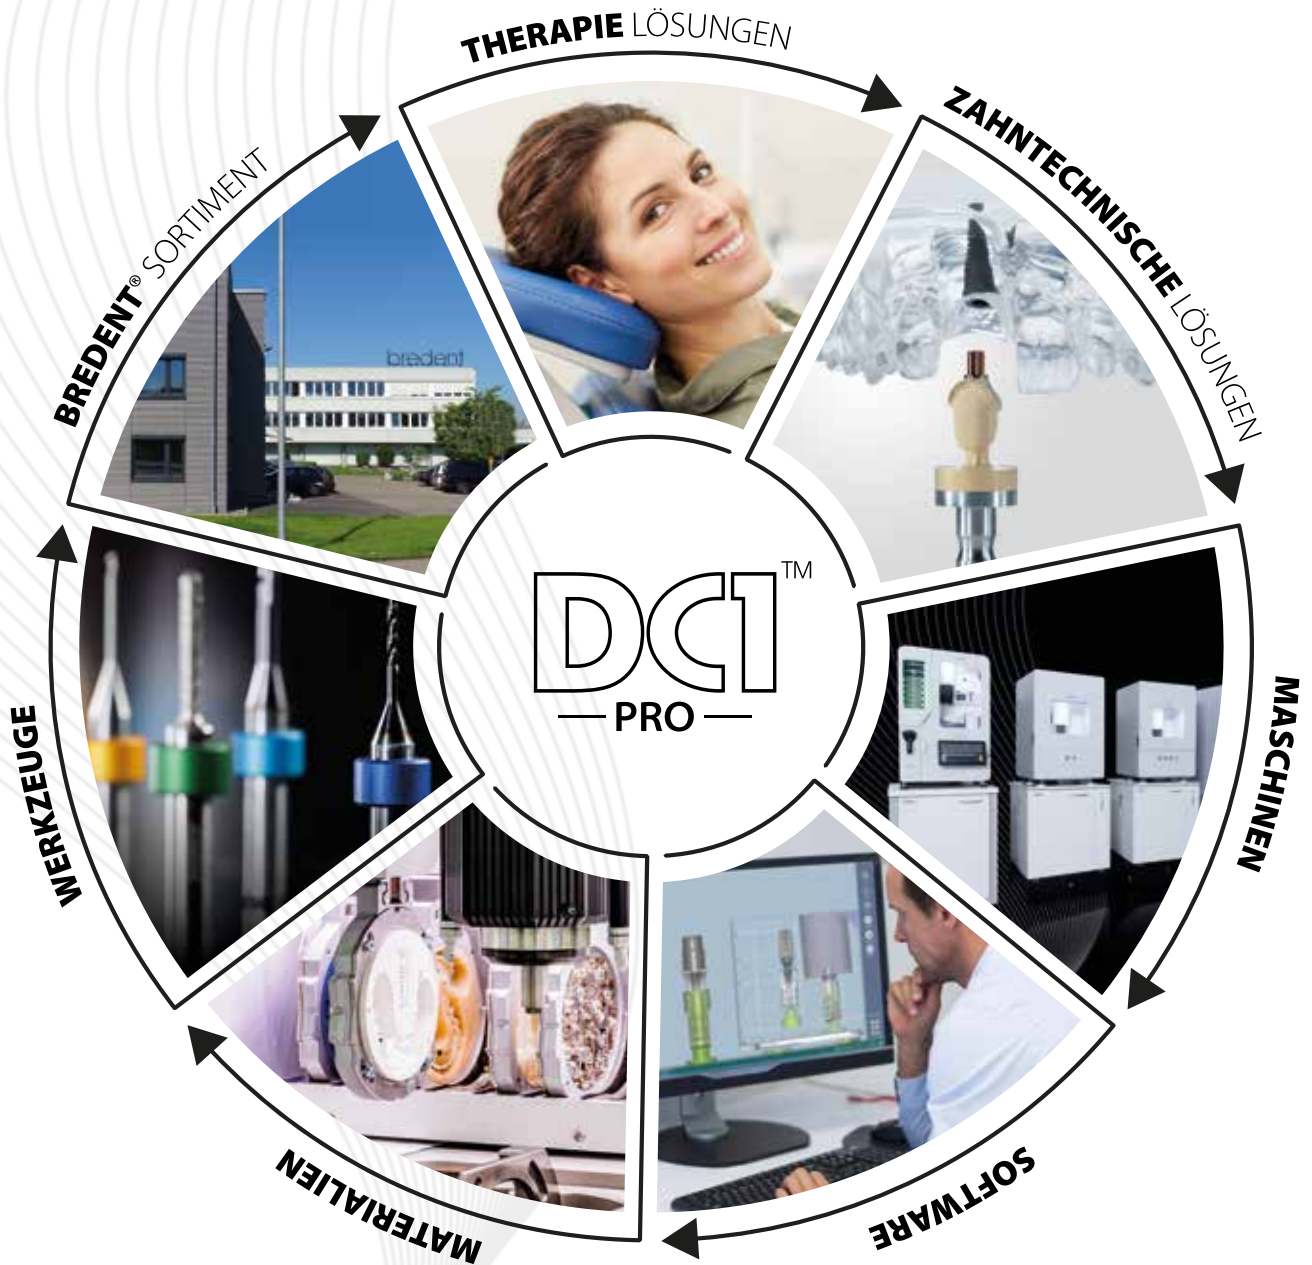 THERAPIE LÖSUNGEN
ZAHNTECHNISCHE LÖSUNGEN
MASCHINEN
SOFTWARE
MATERIALIEN
WERKZEUGE
BREDENT® SORTIMENT
bredent
DC1™
PRO